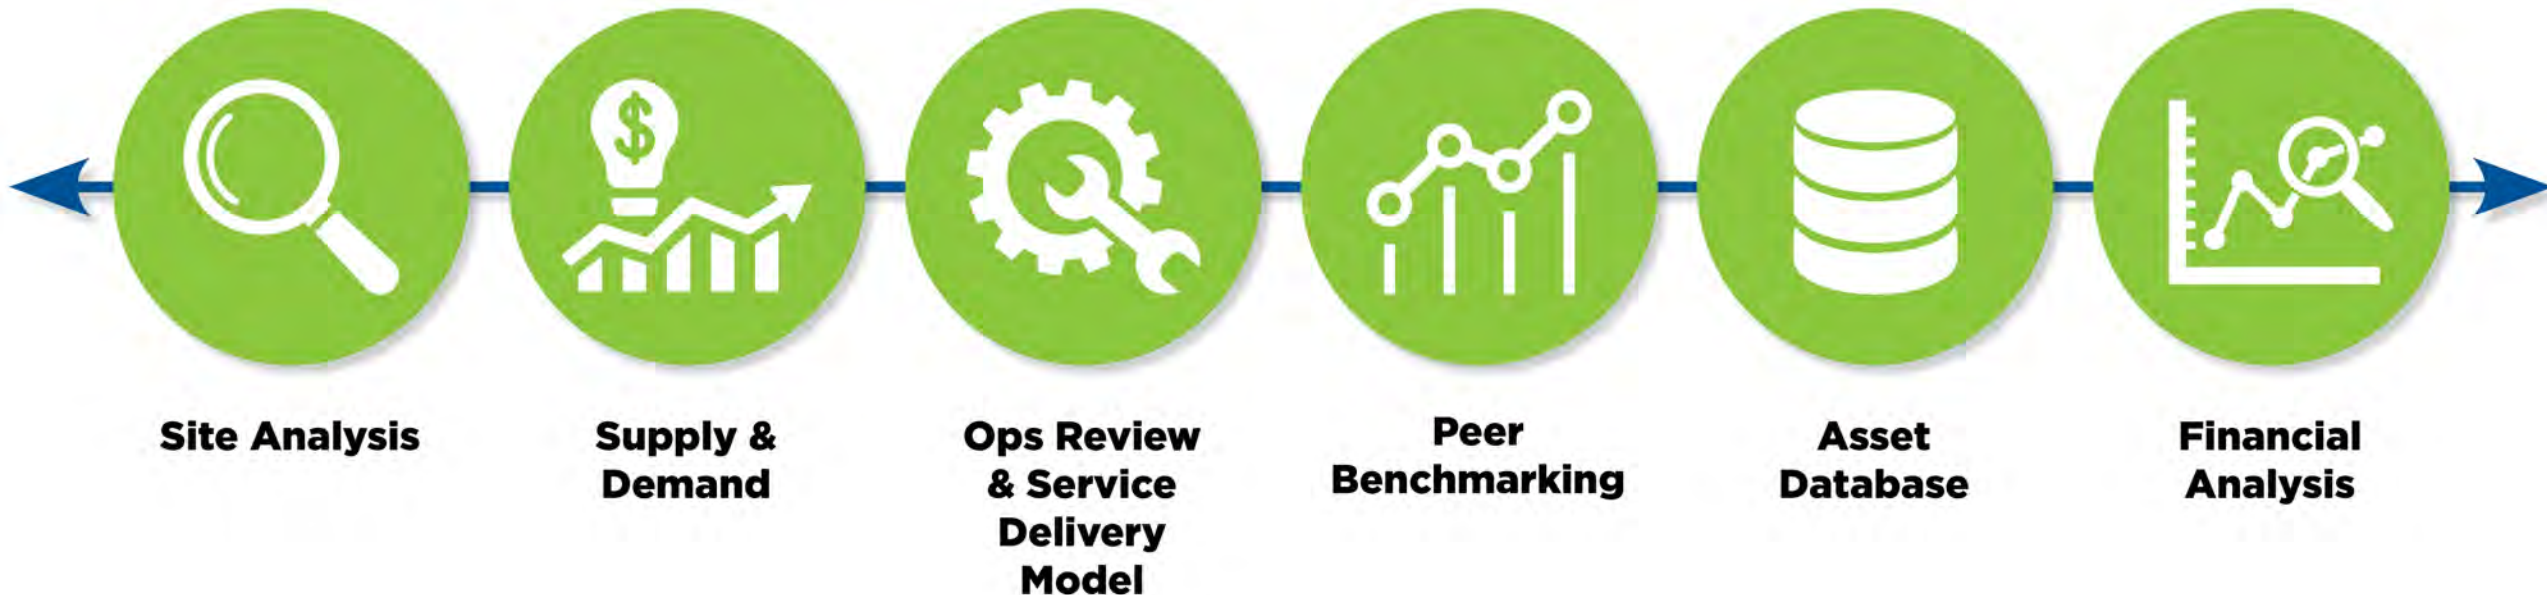 $
Site Analysis
Supply &
Demand
Ops Review
& Service
Delivery
Model
Peer
Benchmarking
Asset
Database
Financial
Analysis